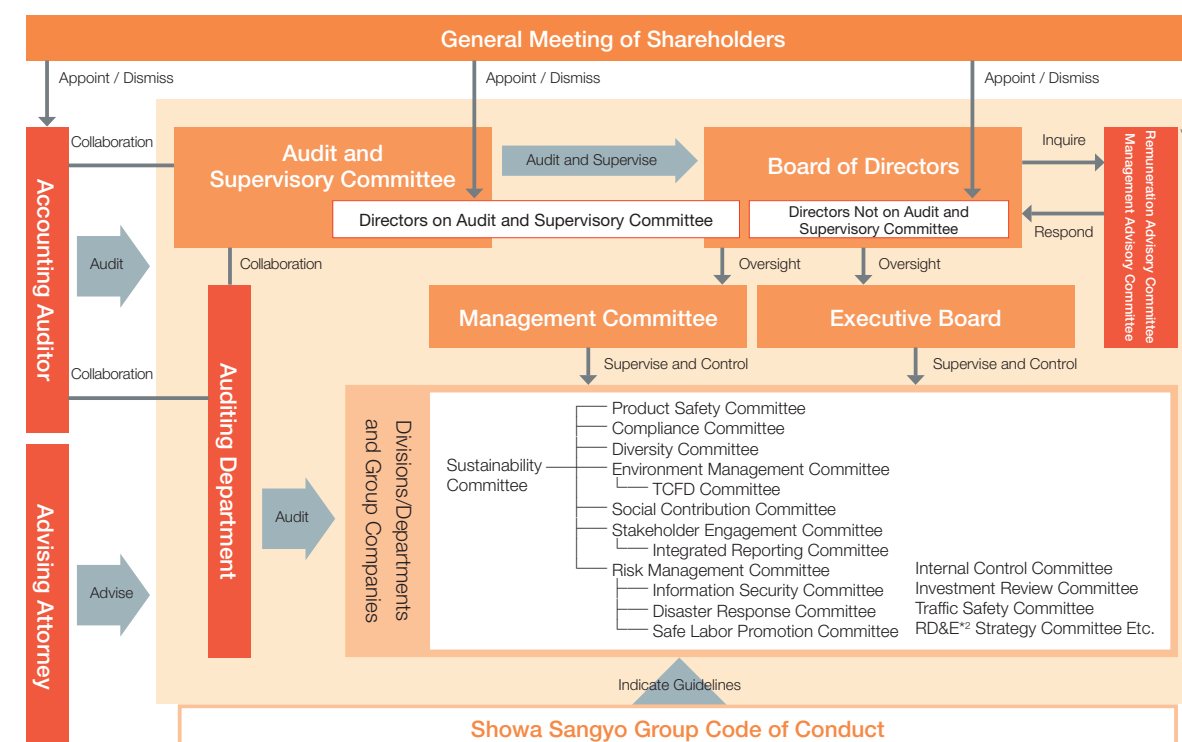 General Meeting of Shareholders
Appoint / Dismiss
Appoint / Dismiss
Appoint / Dismiss
Accounting Auditor
Collaboration
Audit and
Supervisory Committee
Audit and Supervise
Board of Directors
Inquire
Respond
Remuneration Advisory Committee
Management Advisory Committee
Directors on Audit and Supervisory Committee
Directors Not on Audit and
Supervisory Committee
Audit
Collaboration
Oversight
Oversight
Management Committee
Executive Board
Collaboration
Auditing Department
Supervise and Control
Supervise and Control
Advising Attorney
Advise
Audit
Divisions/Departments
and Group Companies
Sustainability
Committee
Product Safety Committee
Compliance Committee
Diversity Committee
Environment Management Committee
TCFD Committee
Social Contribution Committee
Stakeholder Engagement Committee
Integrated Reporting Committee
Risk Management Committee
Information Security Committee
Disaster Response Committee
Safe Labor Promotion Committee
Internal Control Committee
Investment Review Committee
Traffic Safety Committee
RD&E*2 Strategy Committee Etc.
Indicate Guidelines
Showa Sangyo Group Code of Conduct